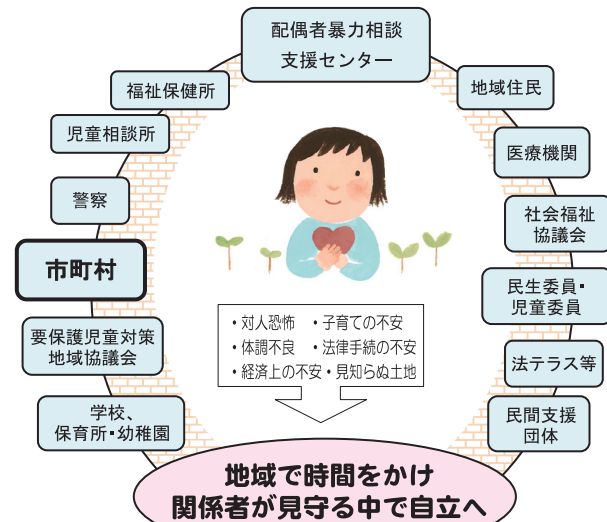 配偶者暴力相談
支援センター
福祉保健所
地域住民
児童相談所
医療機関
警察
社会福祉
協議会
市町村
民生委員・
児童委員
要保護児童対策
地域協議会
法テラス等
学校、
保育所・幼稚園
民間支援
団体
・対人恐怖 ・子育ての不安
・体調不良 ・法律手続の不安
・経済上の不安 ・見知らぬ土地
地域で時間をかけ
関係者が見守る中で自立へ